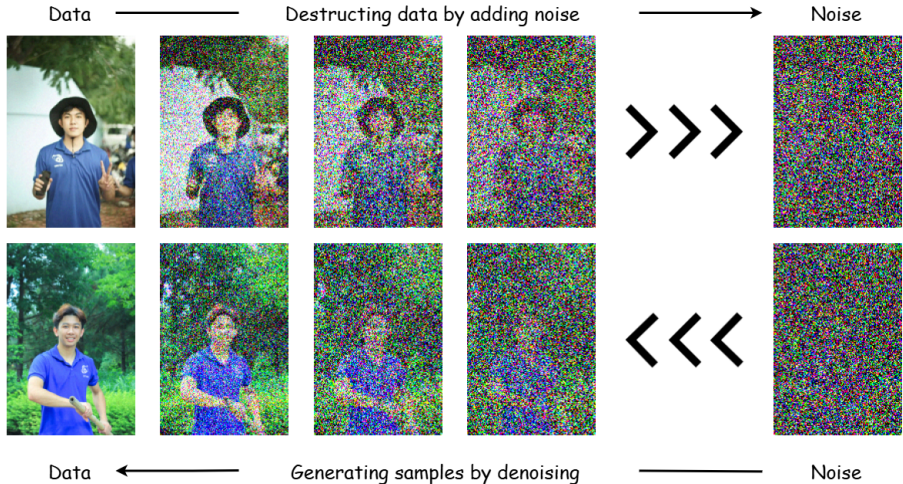 Data Destructing data by adding noise Noise
Data Generating samples by denoising Noise